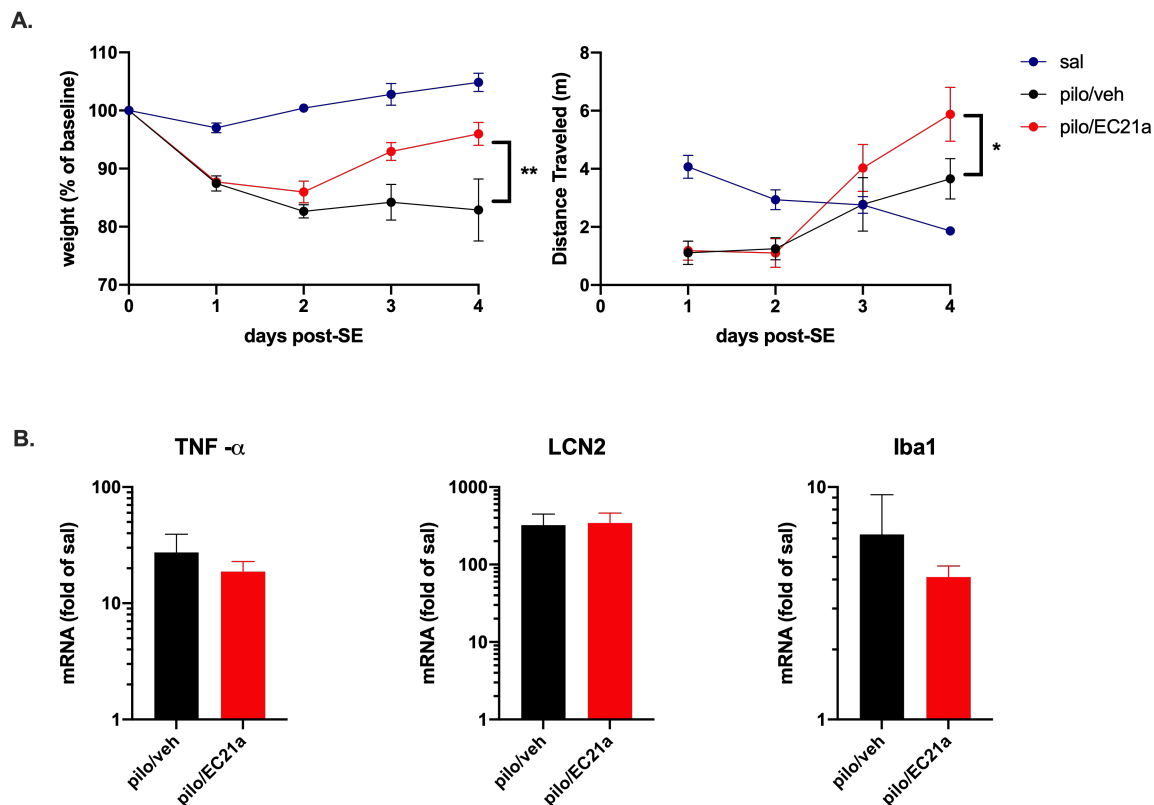 A.
weight (% of baseline)
110
100
90
80
70
0 1 2 3 4
days post-SE
**
Distance Traveled (m)
8
6
4
2
0
0 1 2 3 4
days post-SE
*
sal
pilo/veh
pilo/EC21a
B.
TNF -α
mRNA (fold of sal)
100
10
1
pilo/veh
pilo/EC21a
LCN2
mRNA (fold of sal)
1000
100
10
1
pilo/veh
pilo/EC21a
Iba1
mRNA (fold of sal)
10
1
pilo/veh
pilo/EC21a